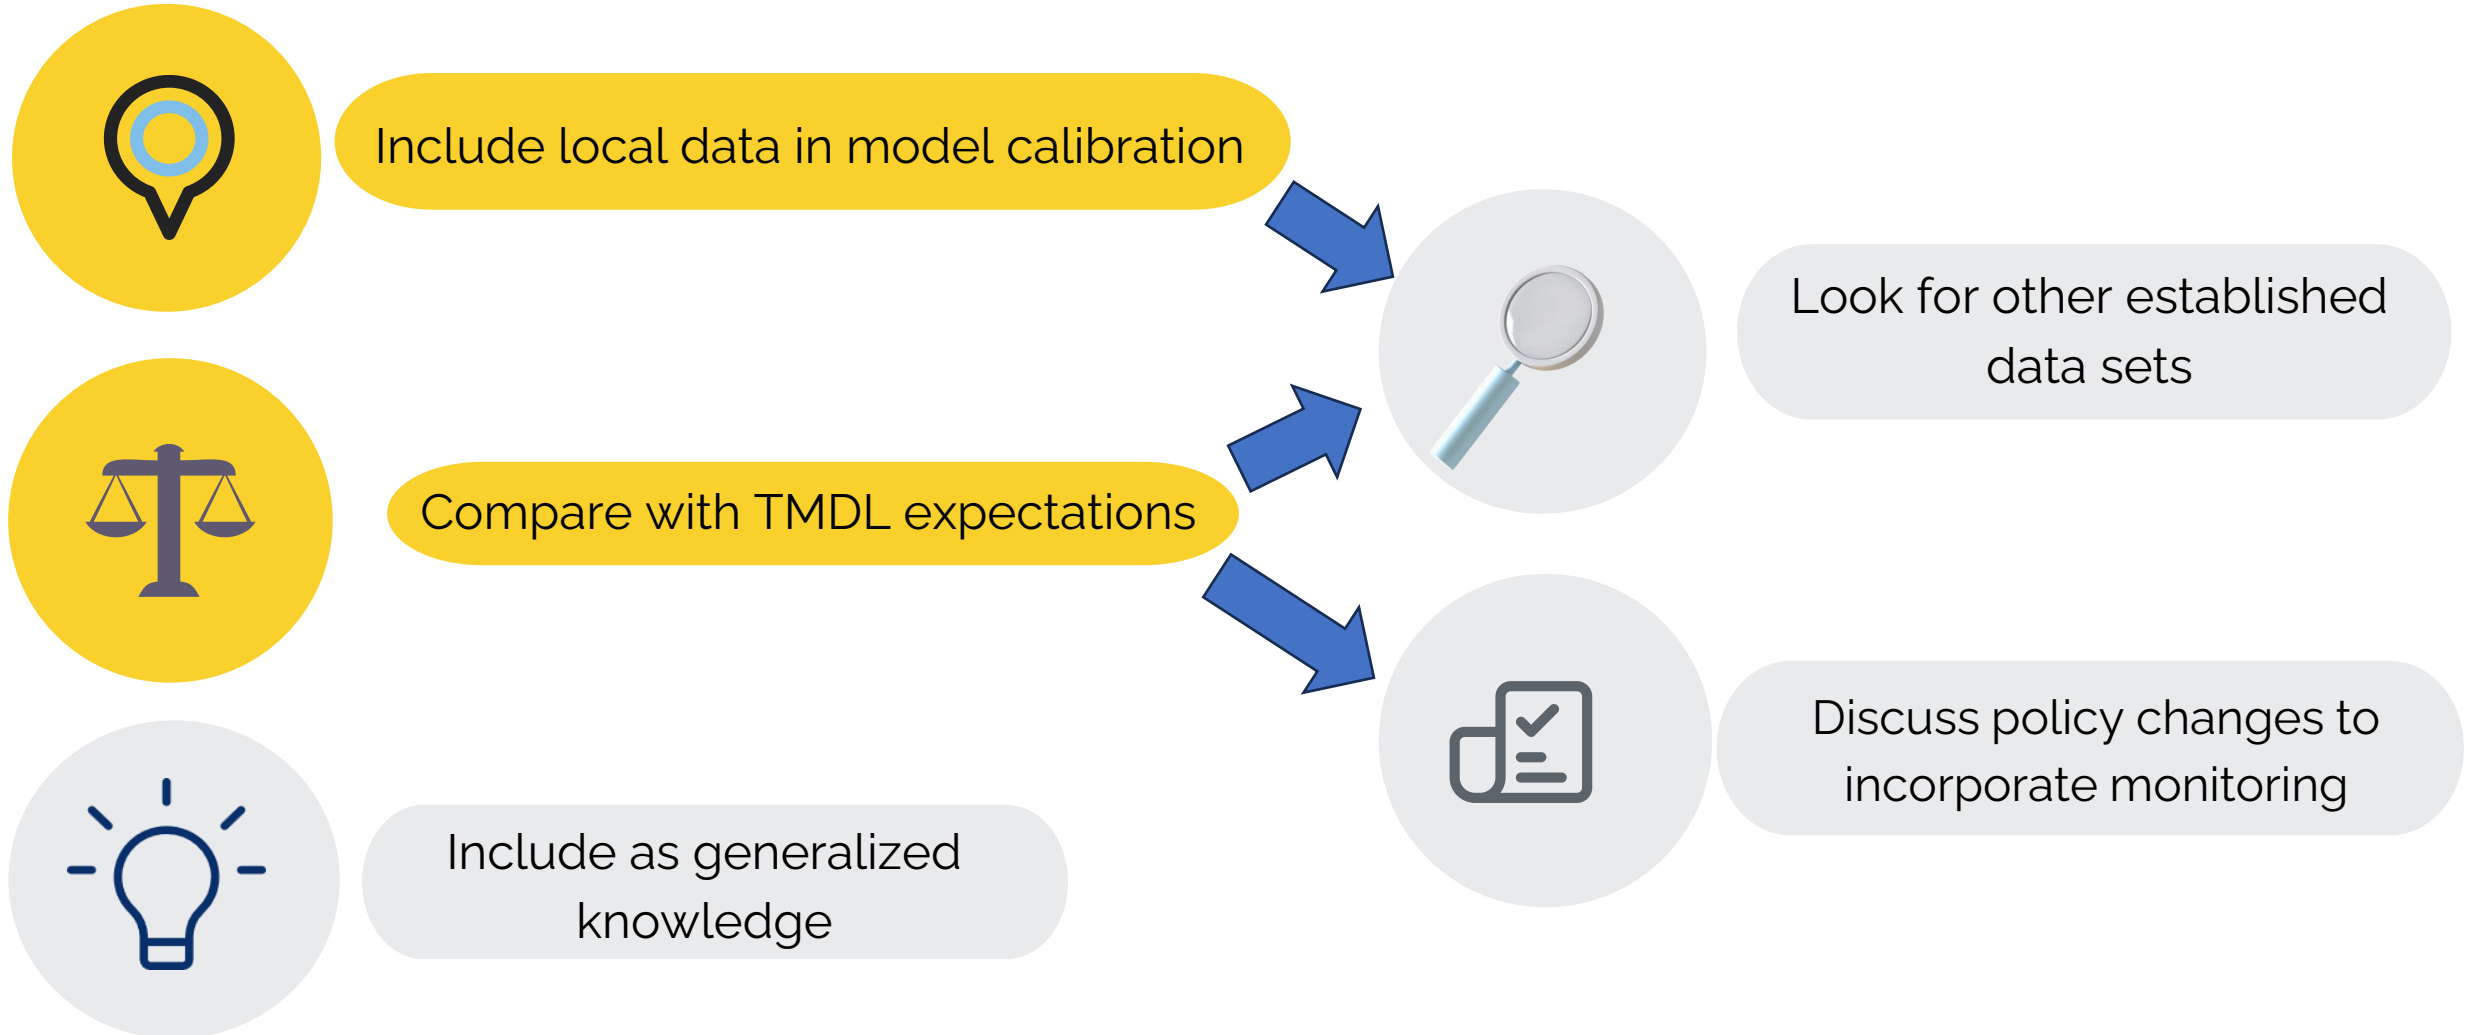 Include local data in model calibration
Compare with TMDL expectations
Include as generalized
knowledge
Look for other established
data sets
Discuss policy changes to
incorporate monitoring